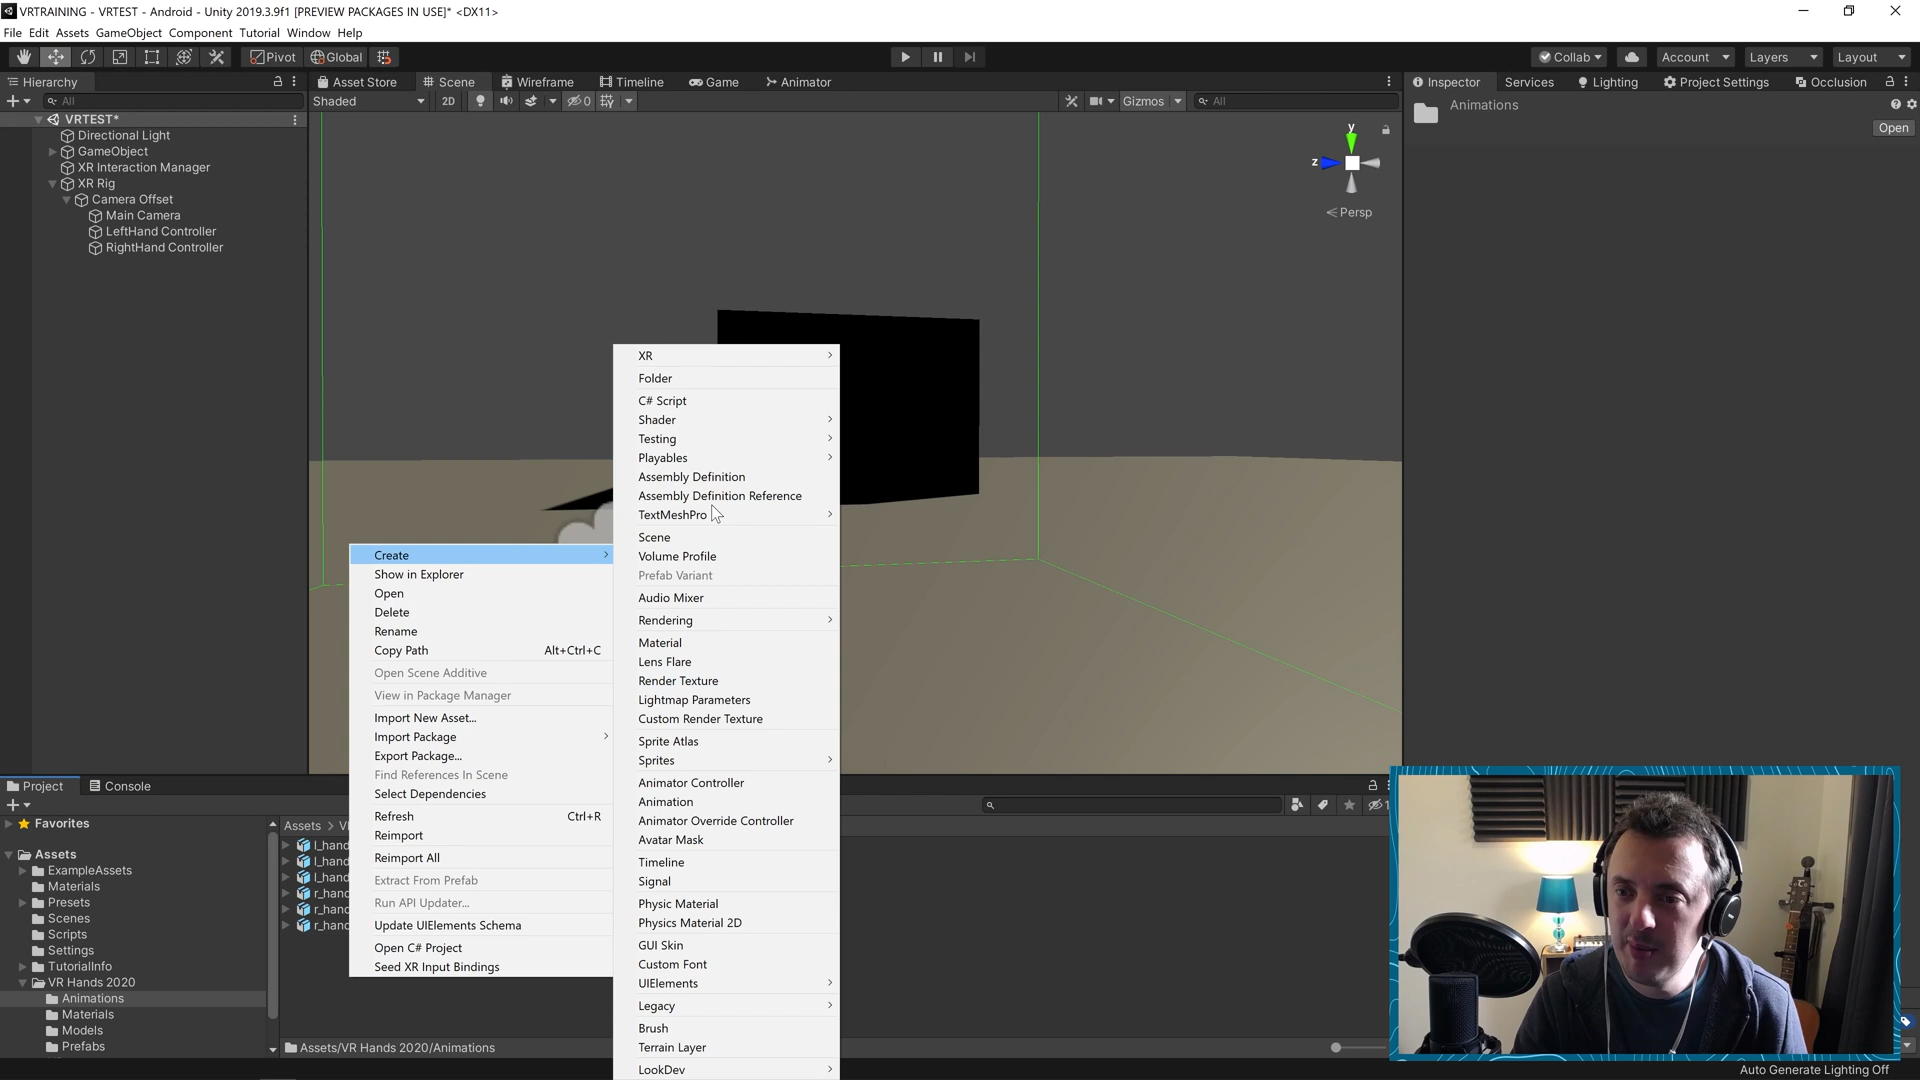 VRTRAINING - VRTEST - Android - Unity 2019.3.9f1 [PREVIEW PACKAGES IN USE]* <DX11>
File Edit Assets GameObject Component Tutorial Window Help
Pivot Global Collab Account Layers Layout
Hierarchy Asset Store Scene Wireframe Timeline Game Animator Inspector Services Lighting Project Settings Occlusion
All Shaded 2D 0 Gizmos All
Animations
Open
VRTEST*
Directional Light
GameObject
XR Interaction Manager
XR Rig
Camera Offset
Main Camera
LeftHand Controller
RightHand Controller
y
z
Persp
XR
Folder
C# Script
Shader
Testing
Playables
Assembly Definition
Assembly Definition Reference
TextMeshPro
Scene
Volume Profile
Prefab Variant
Audio Mixer
Rendering
Material
Lens Flare
Render Texture
Lightmap Parameters
Custom Render Texture
Sprite Atlas
Sprites
Animator Controller
Animation
Animator Override Controller
Avatar Mask
Timeline
Signal
Physic Material
Physics Material 2D
GUI Skin
Custom Font
UIElements
Legacy
Brush
Terrain Layer
LookDev
Create
Show in Explorer
Open
Delete
Rename
Copy Path Alt+Ctrl+C
Open Scene Additive
View in Package Manager
Import New Asset...
Import Package
Export Package...
Find References In Scene
Select Dependencies
Refresh Ctrl+R
Reimport
Reimport All
Extract From Prefab
Run API Updater...
Update UIElements Schema
Open C# Project
Seed XR Input Bindings
Project Console
Favorites
Assets
ExampleAssets
Materials
Presets
Scenes
Scripts
Settings
TutorialInfo
VR Hands 2020
Animations
Materials
Models
Prefabs
Assets > V
l_hand
l_hand
l_hand
r_hand
r_hand
r_hand
Assets/VR Hands 2020/Animations
Auto Generate Lighting Off